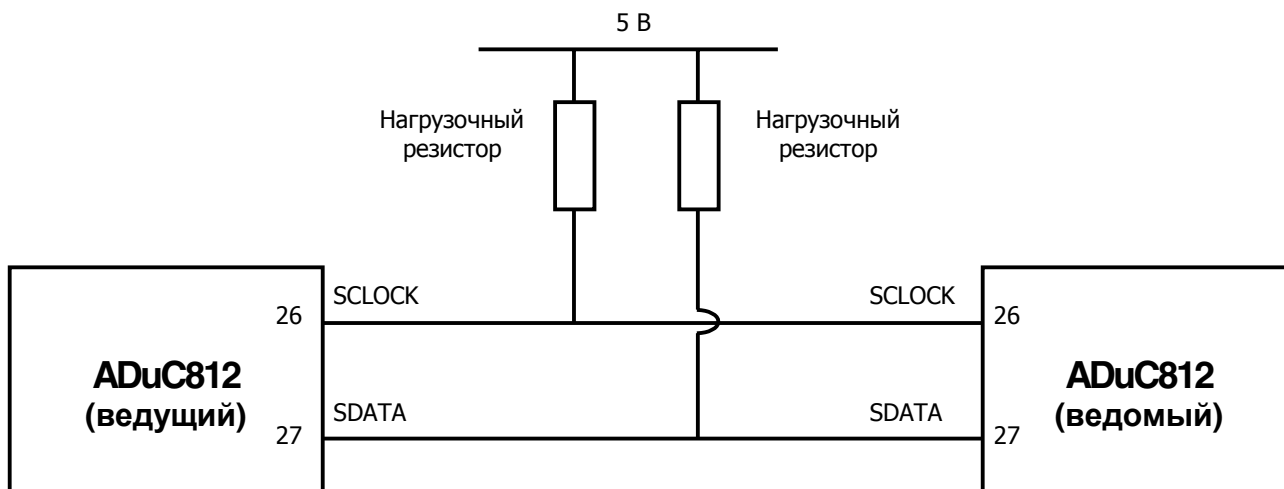 5 В
Нагрузочный
резистор
Нагрузочный
резистор
SCLOCK
SCLOCK
26
26
ADuC812
(ведущий)
ADuC812
(ведомый)
SDATA
SDATA
27
27